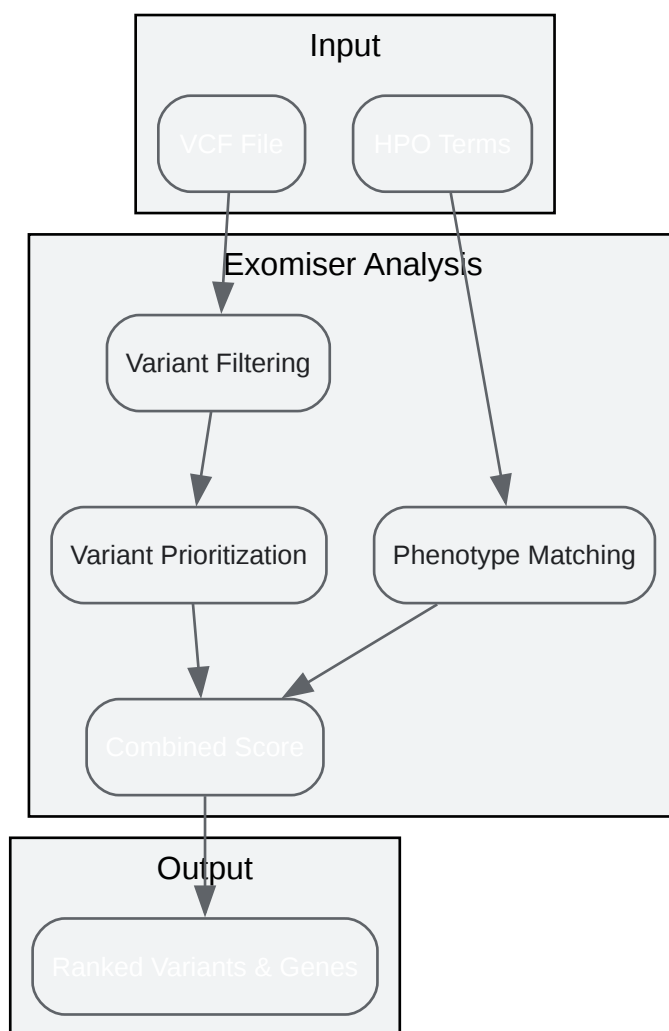 Input
VCF File
HPO Terms
Exomiser Analysis
Variant Filtering
Variant Prioritization
Phenotype Matching
Combined Score
Output
Ranked Variants & Genes